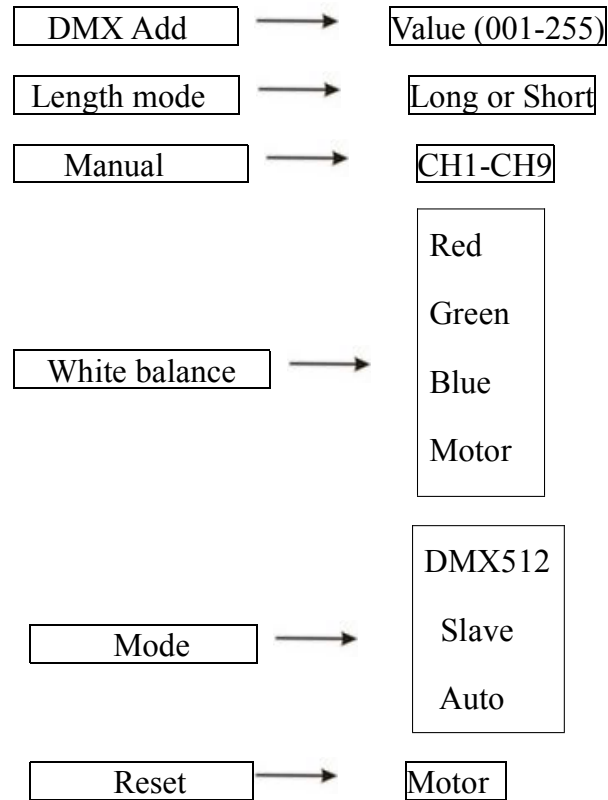 DMX Add Value (001-255)
Length mode Long or Short
Manual CH1-CH9
White balance
Red
Green
Blue
Motor
Mode
DMX512
Slave
Auto
Reset Motor